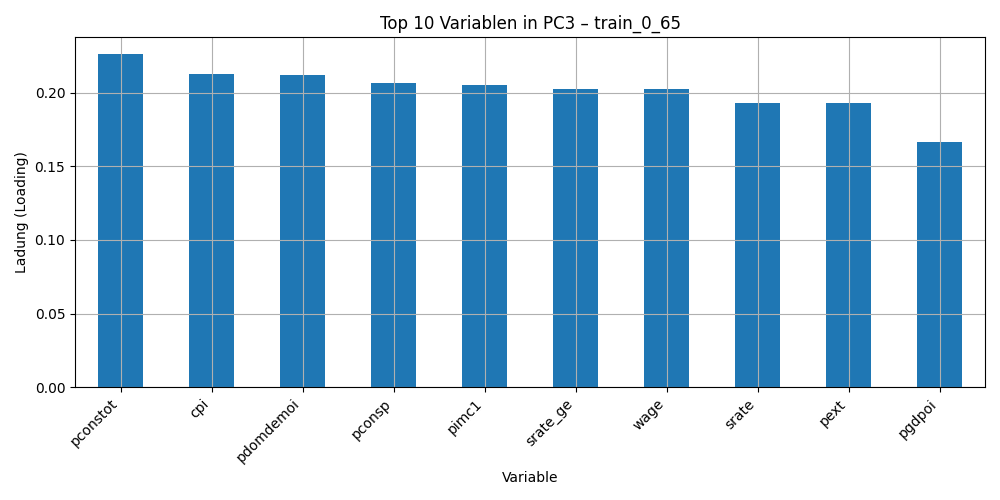 Top 10 Variablen in PC3 – train_0_65
Ladung (Loading)
0.20
0.15
0.10
0.05
0.00
pconstot
cpi
pdomdemoi
pconsp
pimc1
srate_ge
wage
srate
pext
pgdpoi
Variable